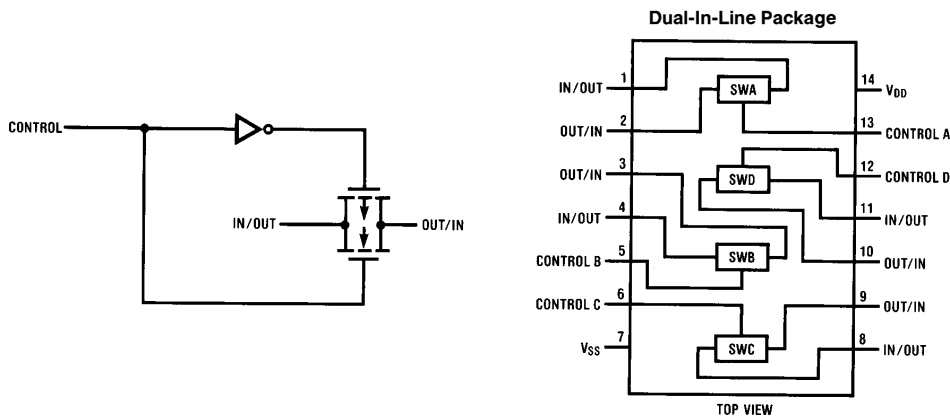 CONTROL
IN/OUT
OUT/IN
Dual-In-Line Package
IN/OUT
1
OUT/IN
2
OUT/IN
3
IN/OUT
4
CONTROL B
5
CONTROL C
6
VSS
7
SWA
SWD
SWB
SWC
14
VDD
13
CONTROL A
12
CONTROL D
11
IN/OUT
10
OUT/IN
9
OUT/IN
8
IN/OUT
TOP VIEW